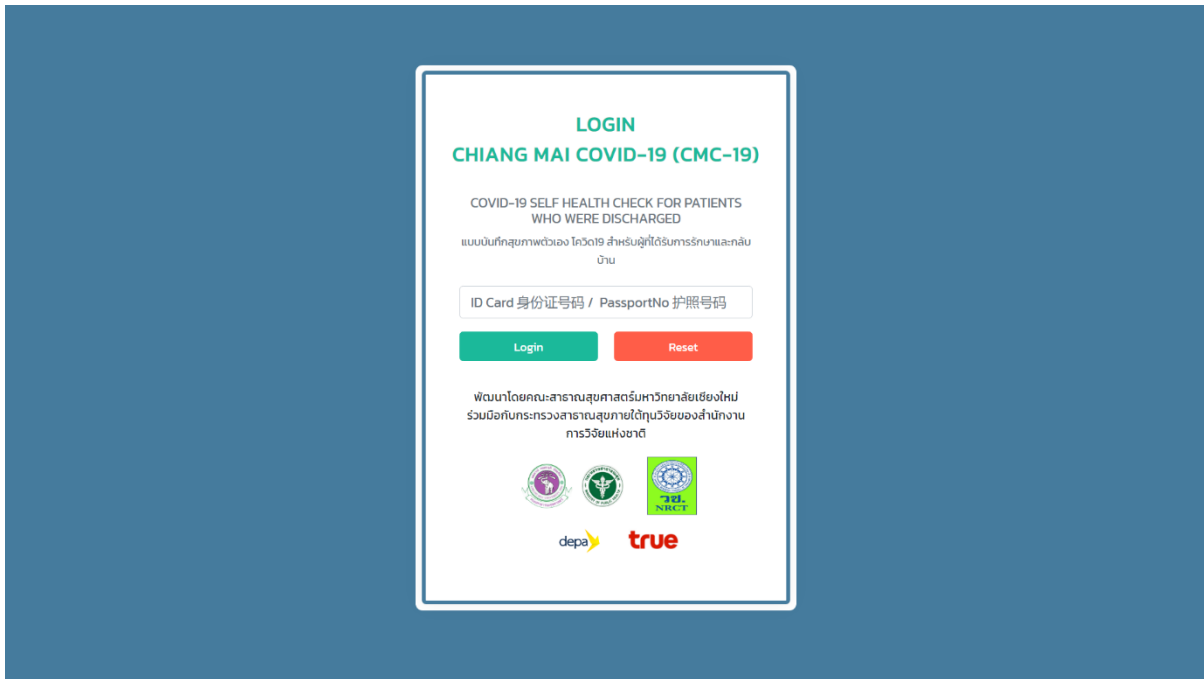 LOGIN
CHIANG MAI COVID-19 (CMC-19)
COVID-19 SELF HEALTH CHECK FOR PATIENTS
WHO WERE DISCHARGED
แบบบันทึกสุขภาพตัวเอง โควิด19 สำหรับผู้ที่ได้รับการรักษาและกลับ
บ้าน
ID Card 身份证号码 / PassportNo 护照号码
Login Reset
พัฒนาโดยคณะสาธาณสุขศาสตร์มหาวิทยาลัยเชียงใหม่
ร่วมมือกับกระทรวงสาธาณสุขภายใต้ทุนวิจัยของสำนักงาน
การวิจัยแห่งชาติ
วช.
NRCT
depa true